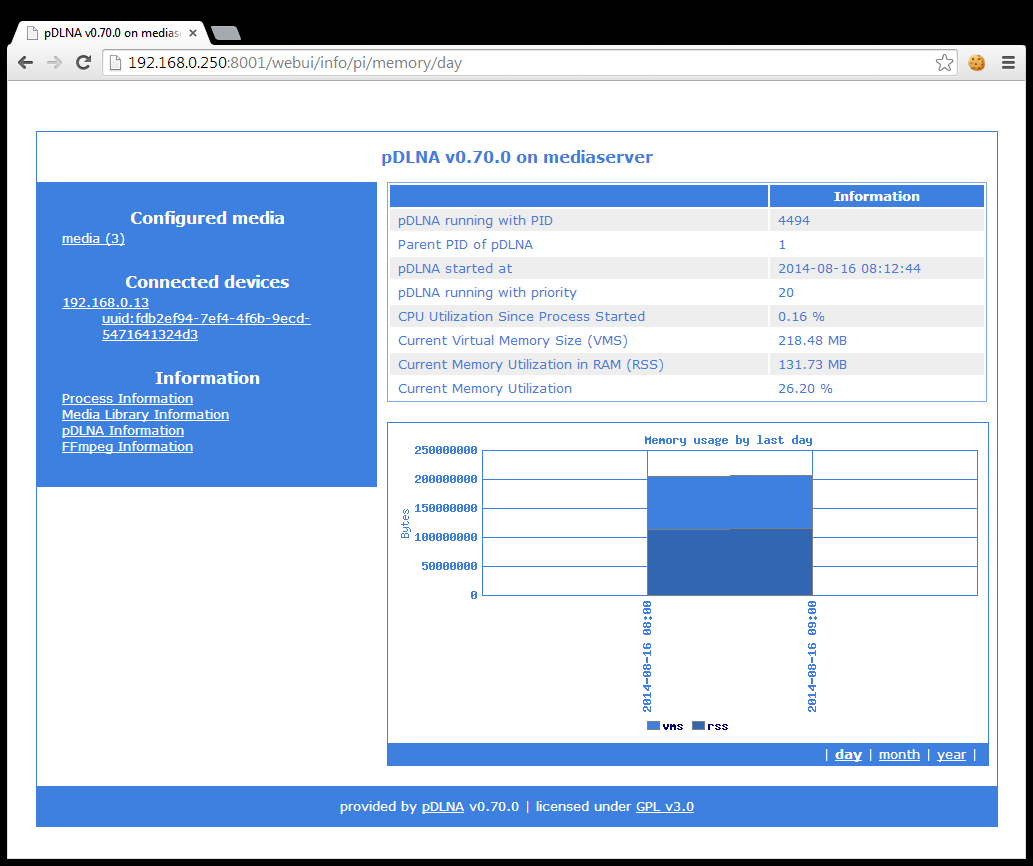 pDLNA v0.70.0 on medias
192.168.0.250:8001/webui/info/pi/memory/day
pDLNA v0.70.0 on mediaserver
Configured media
media (3)
Connected devices
192.168.0.13
uuid:fdb2ef94-7ef4-4f6b-9ecd-
5471641324d3
Information
Process Information
Media Library Information
pDLNA Information
FFmpeg Information
Information
pDLNA running with PID 4494
Parent PID of pDLNA 1
pDLNA started at 2014-08-16 08:12:44
pDLNA running with priority 20
CPU Utilization Since Process Started 0.16 %
Current Virtual Memory Size (VMS) 218.48 MB
Current Memory Utilization in RAM (RSS) 131.73 MB
Current Memory Utilization 26.20 %
Memory usage by last day
Bytes
250000000
200000000
150000000
100000000
50000000
0
2014-08-16 08:00
2014-08-16 09:00
vms rss
| day | month | year |
provided by pDLNA v0.70.0 | licensed under GPL v3.0